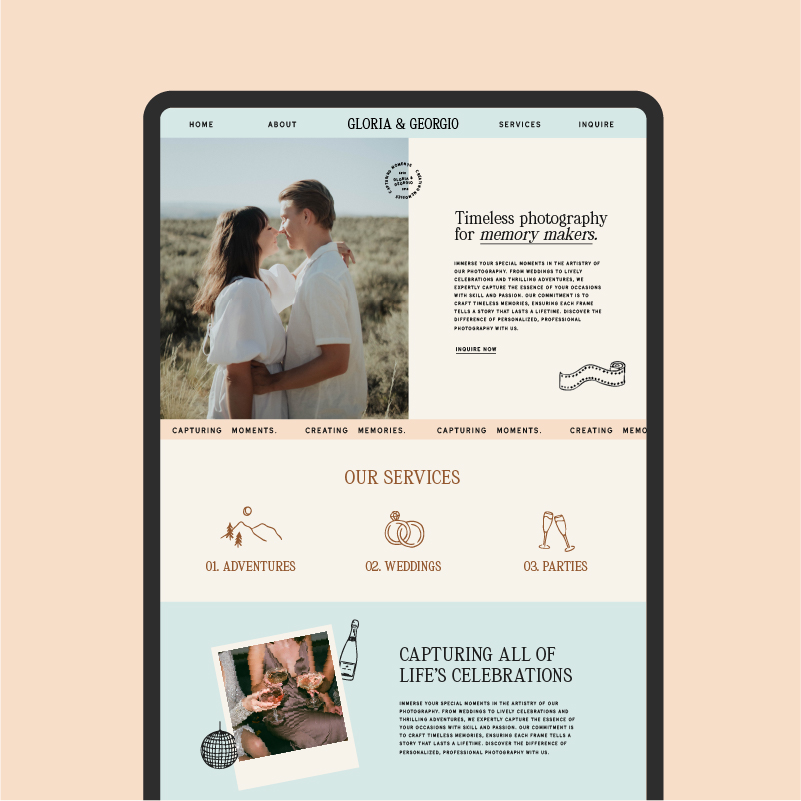 HOME ABOUT GLORIA & GEORGIO SERVICES INQUIRE
CAPTURING MOMENTS CREATING MEMORIES
GLORIA &
GEORGIO
Timeless photography
for memory makers.
IMMERSE YOUR SPECIAL MOMENTS IN THE ARTISTRY OF
OUR PHOTOGRAPHY. FROM WEDDINGS TO LIVELY
CELEBRATIONS AND THRILLING ADVENTURES, WE
EXPERTLY CAPTURE THE ESSENCE OF YOUR OCCASIONS
WITH SKILL AND PASSION. OUR COMMITMENT IS TO
CRAFT TIMELESS MEMORIES, ENSURING EACH FRAME
TELLS A STORY THAT LASTS A LIFETIME. DISCOVER THE
DIFFERENCE OF PERSONALIZED, PROFESSIONAL
PHOTOGRAPHY WITH US.
INQUIRE NOW
CAPTURING MOMENTS. CREATING MEMORIES. CAPTURING MOMENTS. CREATING MEMO
OUR SERVICES
01. ADVENTURES 02. WEDDINGS 03. PARTIES
CAPTURING ALL OF
LIFE'S CELEBRATIONS
IMMERSE YOUR SPECIAL MOMENTS IN THE ARTISTRY OF OUR
PHOTOGRAPHY. FROM WEDDINGS TO LIVELY CELEBRATIONS AND
THRILLING ADVENTURES, WE EXPERTLY CAPTURE THE ESSENCE OF
YOUR OCCASIONS WITH SKILL AND PASSION. OUR COMMITMENT IS
TO CRAFT TIMELESS MEMORIES, ENSURING EACH FRAME TELLS A
STORY THAT LASTS A LIFETIME. DISCOVER THE DIFFERENCE OF
PERSONALIZED, PROFESSIONAL PHOTOGRAPHY WITH US.